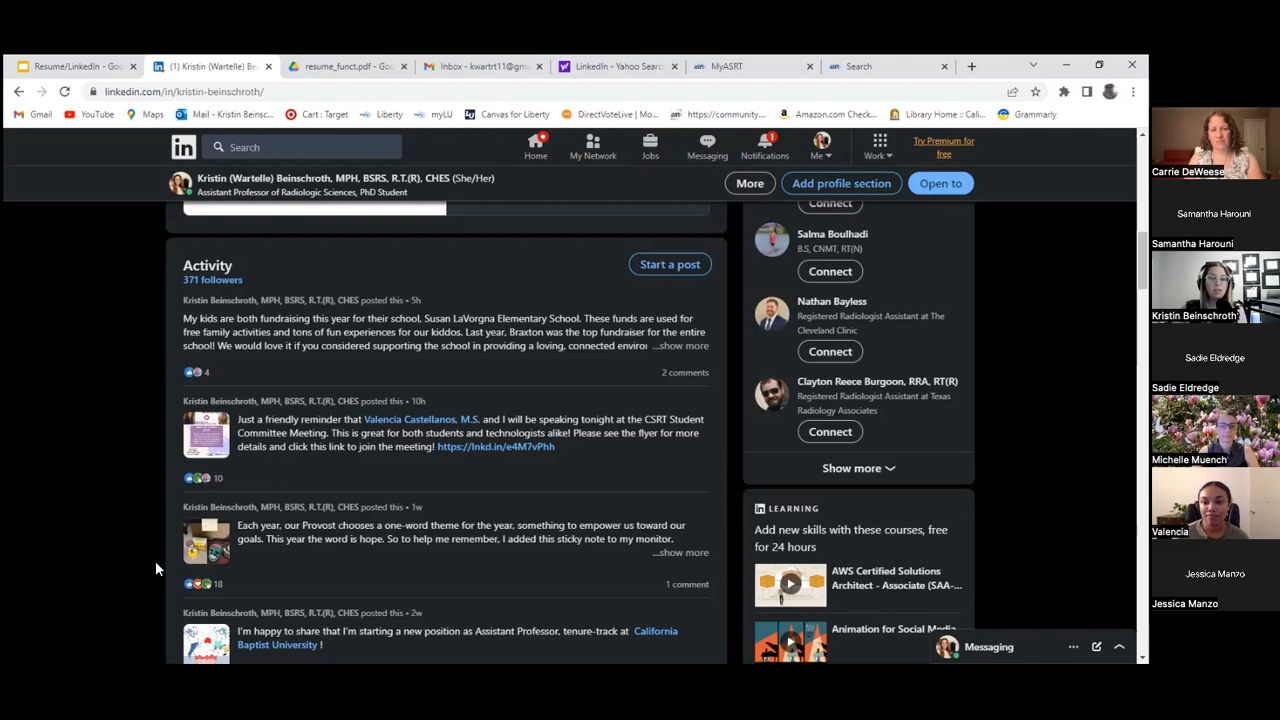 Resume/LinkedIn - Goo
(1) Kristin (Wartelle) Be
resume_funct.pdf - Goo
Inbox - kwartrt11@gm
LinkedIn - Yahoo Searc
MyASRT
Search
linkedin.com/in/kristin-beinschroth/
Gmail
YouTube
Maps
Mail - Kristin Beinsc...
Cart : Target
Liberty
myLU
Canvas for Liberty
DirectVoteLive | Mo...
https://community....
Amazon.com Checko...
Library Home :: Cali...
Grammarly
in
Search
Home
My Network
Jobs
Messaging
1
Notifications
Me
Work
Try Premium for
free
Kristin (Wartelle) Beinschroth, MPH, BSRS, R.T.(R), CHES (She/Her)
Assistant Professor of Radiologic Sciences, PhD Student
More
Add profile section
Open to
Activity
371 followers
Start a post
Kristin Beinschroth, MPH, BSRS, R.T.(R), CHES posted this • 5h
My kids are both fundraising this year for their school, Susan LaVorgna Elementary School. These funds are used for
free family activities and tons of fun experiences for our kiddos. Last year, Braxton was the top fundraiser for the entire
school! We would love it if you considered supporting the school in providing a loving, connected enviro ...show more
4
2 comments
Kristin Beinschroth, MPH, BSRS, R.T.(R), CHES posted this • 10h
Just a friendly reminder that Valencia Castellanos, M.S. and I will be speaking tonight at the CSRT Student
Committee Meeting. This is great for both students and technologists alike! Please see the flyer for more
details and click this link to join the meeting! https://lnkd.in/e4M7vPhh
10
Kristin Beinschroth, MPH, BSRS, R.T.(R), CHES posted this • 1w
Each year, our Provost chooses a one-word theme for the year, something to empower us toward our
goals. This year the word is hope. So to help me remember, I added this sticky note to my monitor.
...show more
18
1 comment
Kristin Beinschroth, MPH, BSRS, R.T.(R), CHES posted this • 2w
I'm happy to share that I'm starting a new position as Assistant Professor, tenure-track at California
Baptist University !
Connect
Salma Boulhadi
B.S, CNMT, RT(N)
Connect
Nathan Bayless
Registered Radiologist Assistant at The
Cleveland Clinic
Connect
Clayton Reece Burgoon, RRA, RT(R)
Registered Radiologist Assistant at Texas
Radiology Associates
Connect
Show more
in LEARNING
Add new skills with these courses, free
for 24 hours
AWS Certified Solutions
Architect - Associate (SAA-...
Animation for Social Media
Messaging
Carrie DeWeese
Samantha Harouni
Samantha Harouni
Kristin Beinschroth
Sadie Eldredge
Sadie Eldredge
Michelle Muench
Valencia
Jessica Manzo
Jessica Manzo